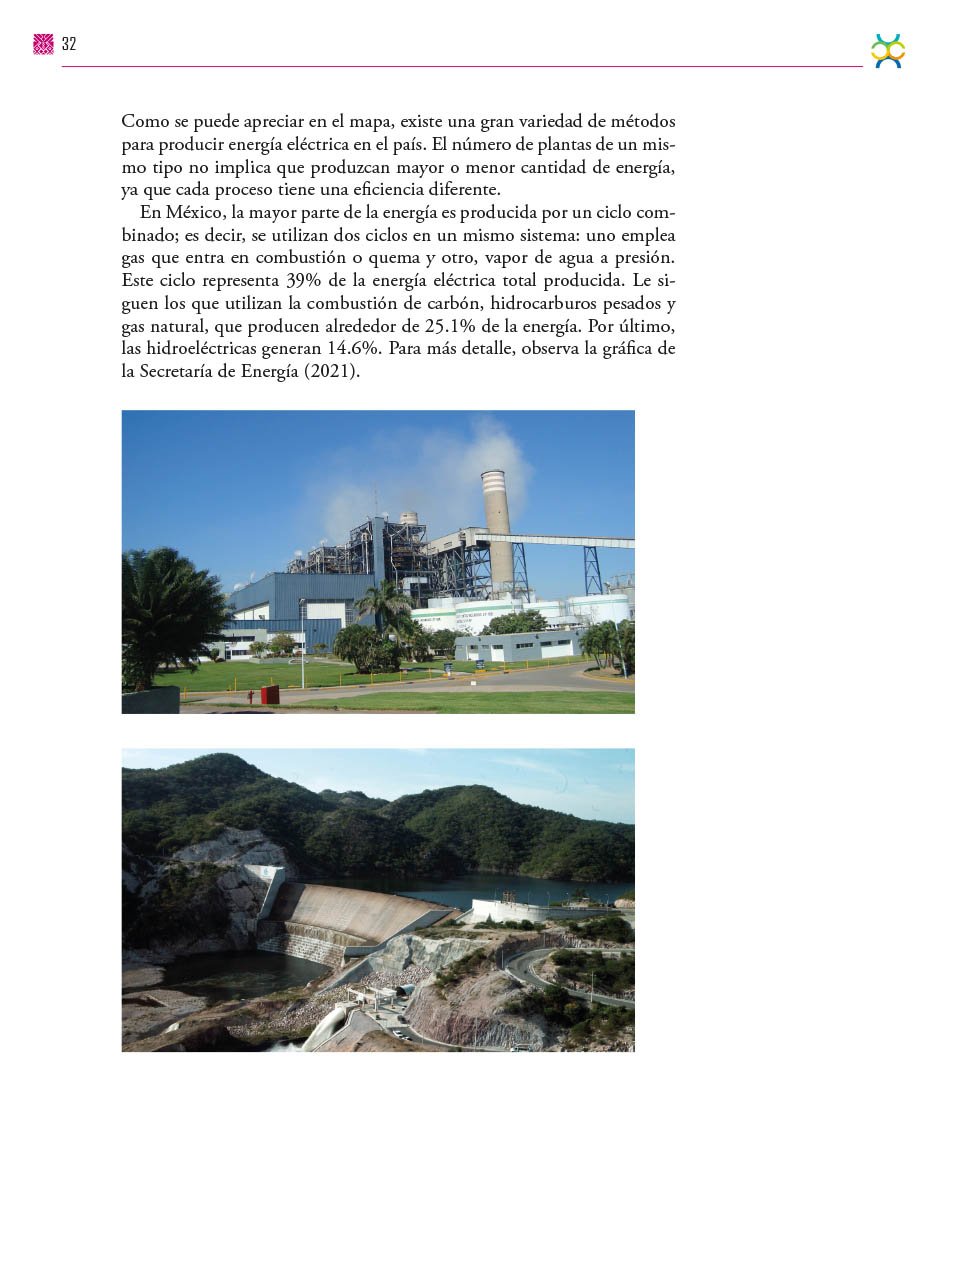 32
Como se puede apreciar en el mapa, existe una gran variedad de métodos
para producir energía eléctrica en el país. El número de plantas de un mis-
mo tipo no implica que produzcan mayor o menor cantidad de energía,
ya que cada proceso tiene una eficiencia diferente.
En México, la mayor parte de la energía es producida por un ciclo com-
binado; es decir, se utilizan dos ciclos en un mismo sistema: uno emplea
gas que entra en combustión o quema y otro, vapor de agua a presión.
Este ciclo representa 39% de la energía eléctrica total producida. Le si-
guen los que utilizan la combustión de carbón, hidrocarburos pesados y
gas natural, que producen alrededor de 25.1% de la energía. Por último,
las hidroeléctricas generan 14.6%. Para más detalle, observa la gráfica de
la Secretaría de Energía (2021).